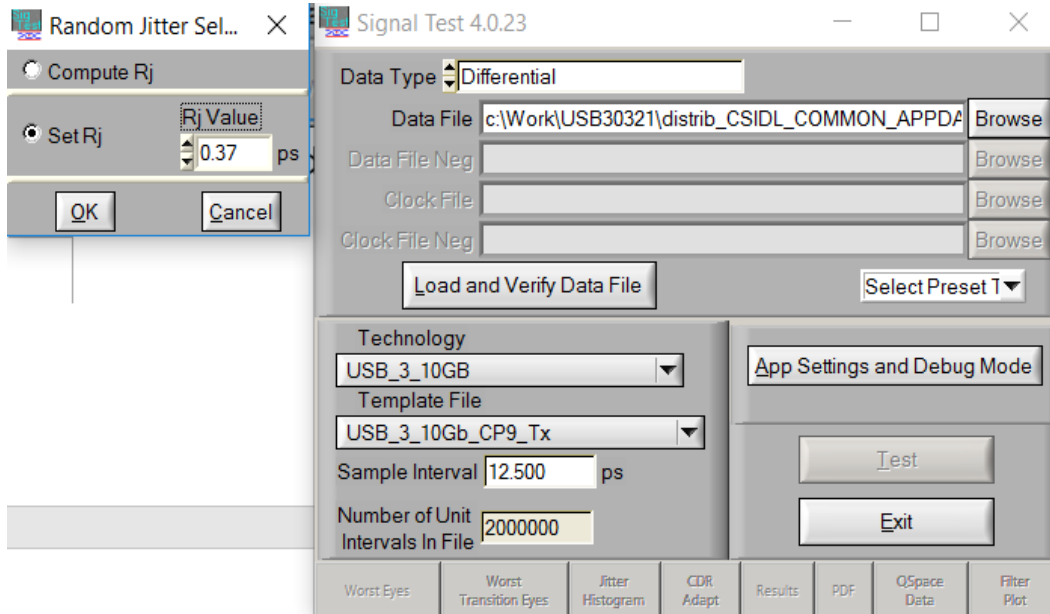 Random Jitter Sel...
Compute Rj
Set Rj
Rj Value
0.37 ps
OK Cancel
Signal Test 4.0.23
Data Type Differential
Data File c:\Work\USB30321\distrib_CSIDL_COMMON_APPDA Browse
Data File Neg Browse
Clock File Browse
Clock File Neg Browse
Load and Verify Data File
Select Preset T
Technology
USB_3_10GB
Template File
USB_3_10Gb_CP9_Tx
Sample Interval 12.500 ps
Number of Unit
Intervals In File
2000000
App Settings and Debug Mode
Test
Exit
Worst Eyes
Worst
Transition Eyes
Jitter
Histogram
CDR
Adapt
Results
PDF
QSpace
Data
Filter
Plot